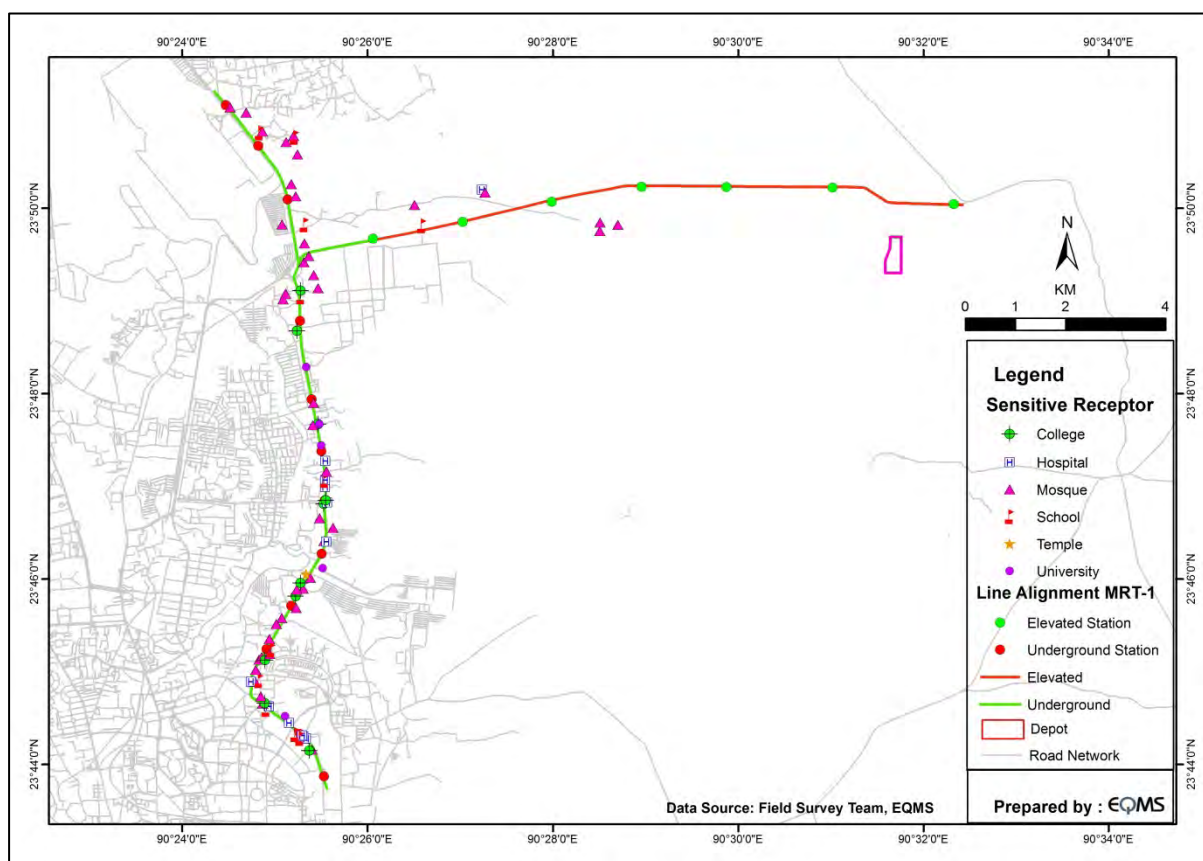 90°24'0"E 90°26'0"E 90°28'0"E 90°30'0"E 90°32'0"E 90°34'0"E
23°50'0"N 23°50'0"N
N
KM
0 1 2 4
23°48'0"N 23°48'0"N
Legend
Sensitive Receptor
College
Hospital
Mosque
School
Temple
University
23°46'0"N 23°46'0"N
Line Alignment MRT-1
Elevated Station
Underground Station
Elevated
Underground
Depot
Road Network
23°44'0"N 23°44'0"N
Data Source: Field Survey Team, EQMS
Prepared by : EQMS
90°24'0"E 90°26'0"E 90°28'0"E 90°30'0"E 90°32'0"E 90°34'0"E